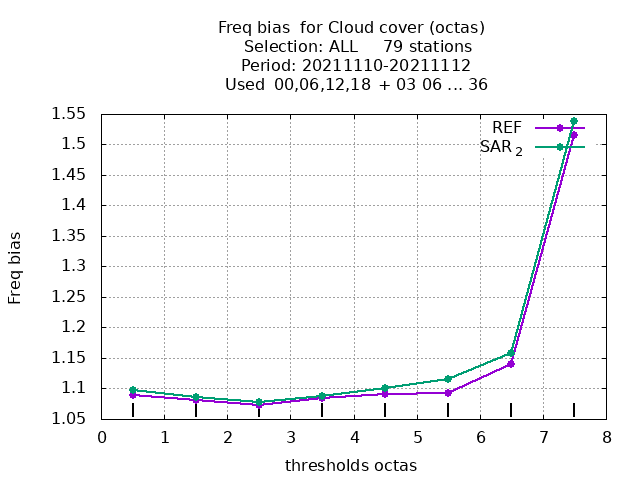 Freq bias  for Cloud cover (octas)
Selection: ALL     79 stations
Period: 20211110-20211112
Used  00,06,12,18  + 03 06 ... 36
REF
SAR 2
1.55
1.5
1.45
1.4
1.35
1.3
1.25
1.2
1.15
1.1
1.05
Freq bias
0 1 2 3 4 5 6 7 8
thresholds octas